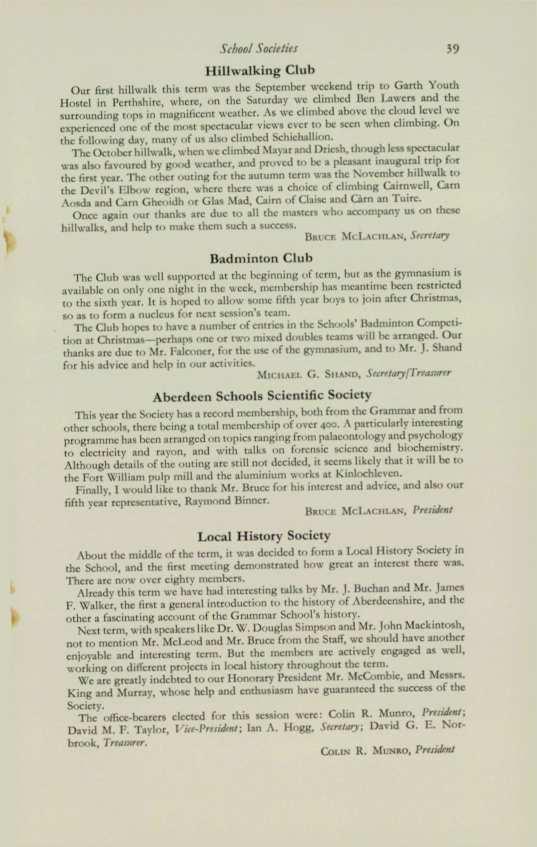 School Societies 39
Hillwalking Club
Our first hillwalk this term was the September weekend trip to Garth Youth
Hostel in Perthshire, where, on the Saturday we climbed Ben Lawers and the
surrounding tops in magnificent weather. As we climbed above the cloud level we
experienced one of the most spectacular views ever to be seen when climbing. On
the following day, many of us also climbed Schiehallion.
The October hillwalk, when we climbed Mayar and Driesh, though less spectacular
was also favoured by good weather, and proved to be a pleasant inaugural trip for
the first year. The other outing for the autumn term was the November hillwalk to
the Devil's Elbow region, where there was a choice of climbing Cairnwell, Carn
Aosda and Carn Gheoidh or Glas Mad, Cairn of Claise and Càrn an Tuirc.
Once again our thanks are due to all the masters who accompany us on these
hillwalks, and help to make them such a success.
BRUCE MCLACHLAN, Secretary
Badminton Club
The Club was well supported at the beginning of term, but as the gymnasium is
available on only one night in the week, membership has meantime been restricted
to the sixth year. It is hoped to allow some fifth year boys to join after Christmas,
so as to form a nucleus for next session's team.
The Club hopes to have a number of entries in the Schools' Badminton Competi-
tion at Christmas—perhaps one or two mixed doubles teams will be arranged. Our
thanks are due to Mr. Falconer, for the use of the gymnasium, and to Mr. J. Shand
for his advice and help in our activities.
MICHAEL G. SHAND, Secretary/Treasurer
Aberdeen Schools Scientific Society
This year the Society has a record membership, both from the Grammar and from
other schools, there being a total membership of over 400. A particularly interesting
programme has been arranged on topics ranging from palaeontology and psychology
to electricity and rayon, and with talks on forensic science and biochemistry.
Although details of the outing are still not decided, it seems likely that it will be to
the Fort William pulp mill and the aluminium works at Kinlochleven.
Finally, I would like to thank Mr. Bruce for his interest and advice, and also our
fifth year representative, Raymond Binner.
BRUCE MCLACHLAN, President
Local History Society
About the middle of the term, it was decided to form a Local History Society in
the School, and the first meeting demonstrated how great an interest there was.
There are now over eighty members.
Already this term we have had interesting talks by Mr. J. Buchan and Mr. James
F. Walker, the first a general introduction to the history of Aberdeenshire, and the
other a fascinating account of the Grammar School's history.
Next term, with speakers like Dr. W. Douglas Simpson and Mr. John Mackintosh,
not to mention Mr. McLeod and Mr. Bruce from the Staff, we should have another
enjoyable and interesting term. But the members are actively engaged as well,
working on different projects in local history throughout the term.
We are greatly indebted to our Honorary President Mr. McCombie, and Messrs.
King and Murray, whose help and enthusiasm have guaranteed the success of the
Society.
The office-bearers elected for this session were: Colin R. Munro, President;
David M. F. Taylor, Vice-President; Ian A. Hogg, Secretary; David G. E. Nor-
brook, Treasurer.
COLIN R. MUNRO, President